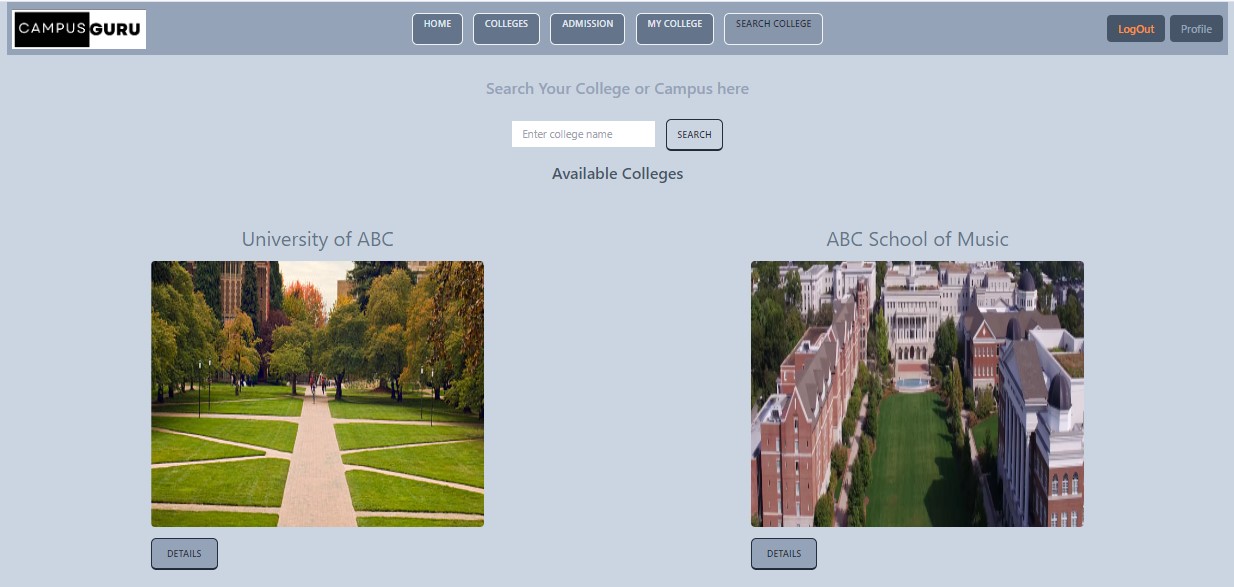 CAMPUSGURU
HOME
COLLEGES
ADMISSION
MY COLLEGE
SEARCH COLLEGE
LogOut
Profile
Search Your College or Campus here
Enter college name
SEARCH
Available Colleges
University of ABC
ABC School of Music
DETAILS
DETAILS